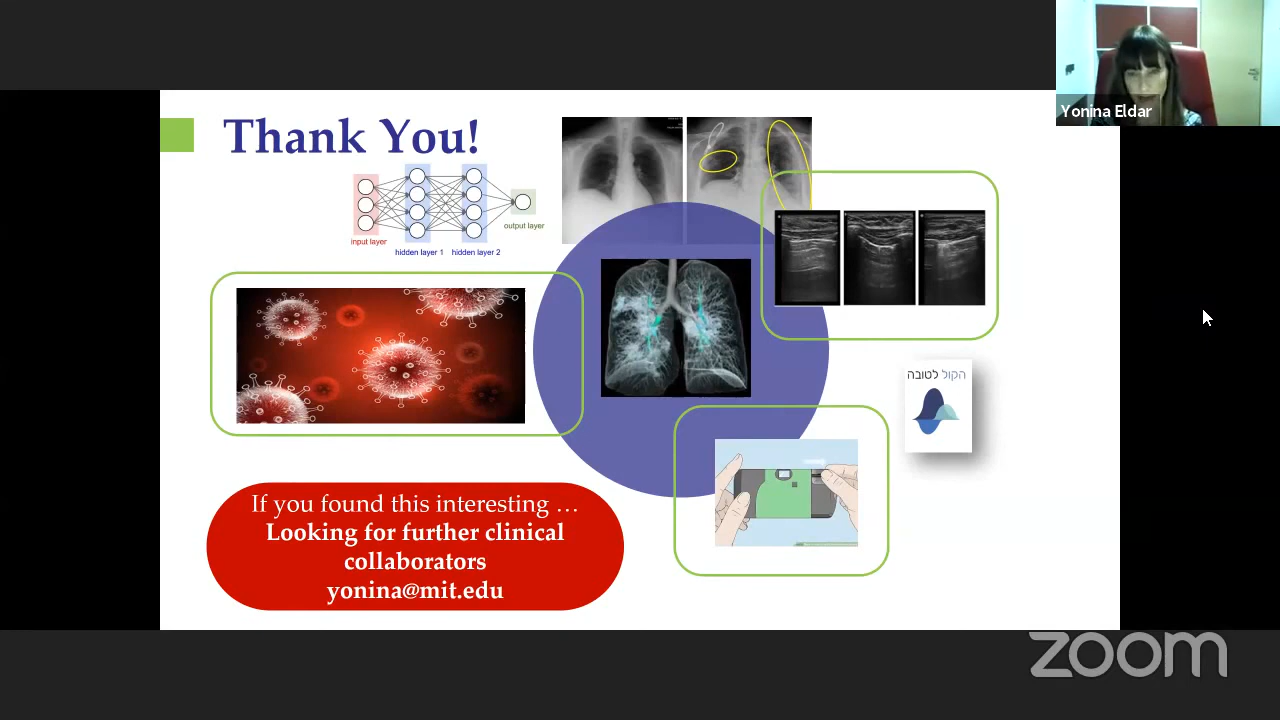 Yonina Eldar
Thank You!
input layer
hidden layer 1
hidden layer 2
output layer
הקול לטובה
If you found this interesting …
Looking for further clinical
collaborators
yonina@mit.edu
zoom